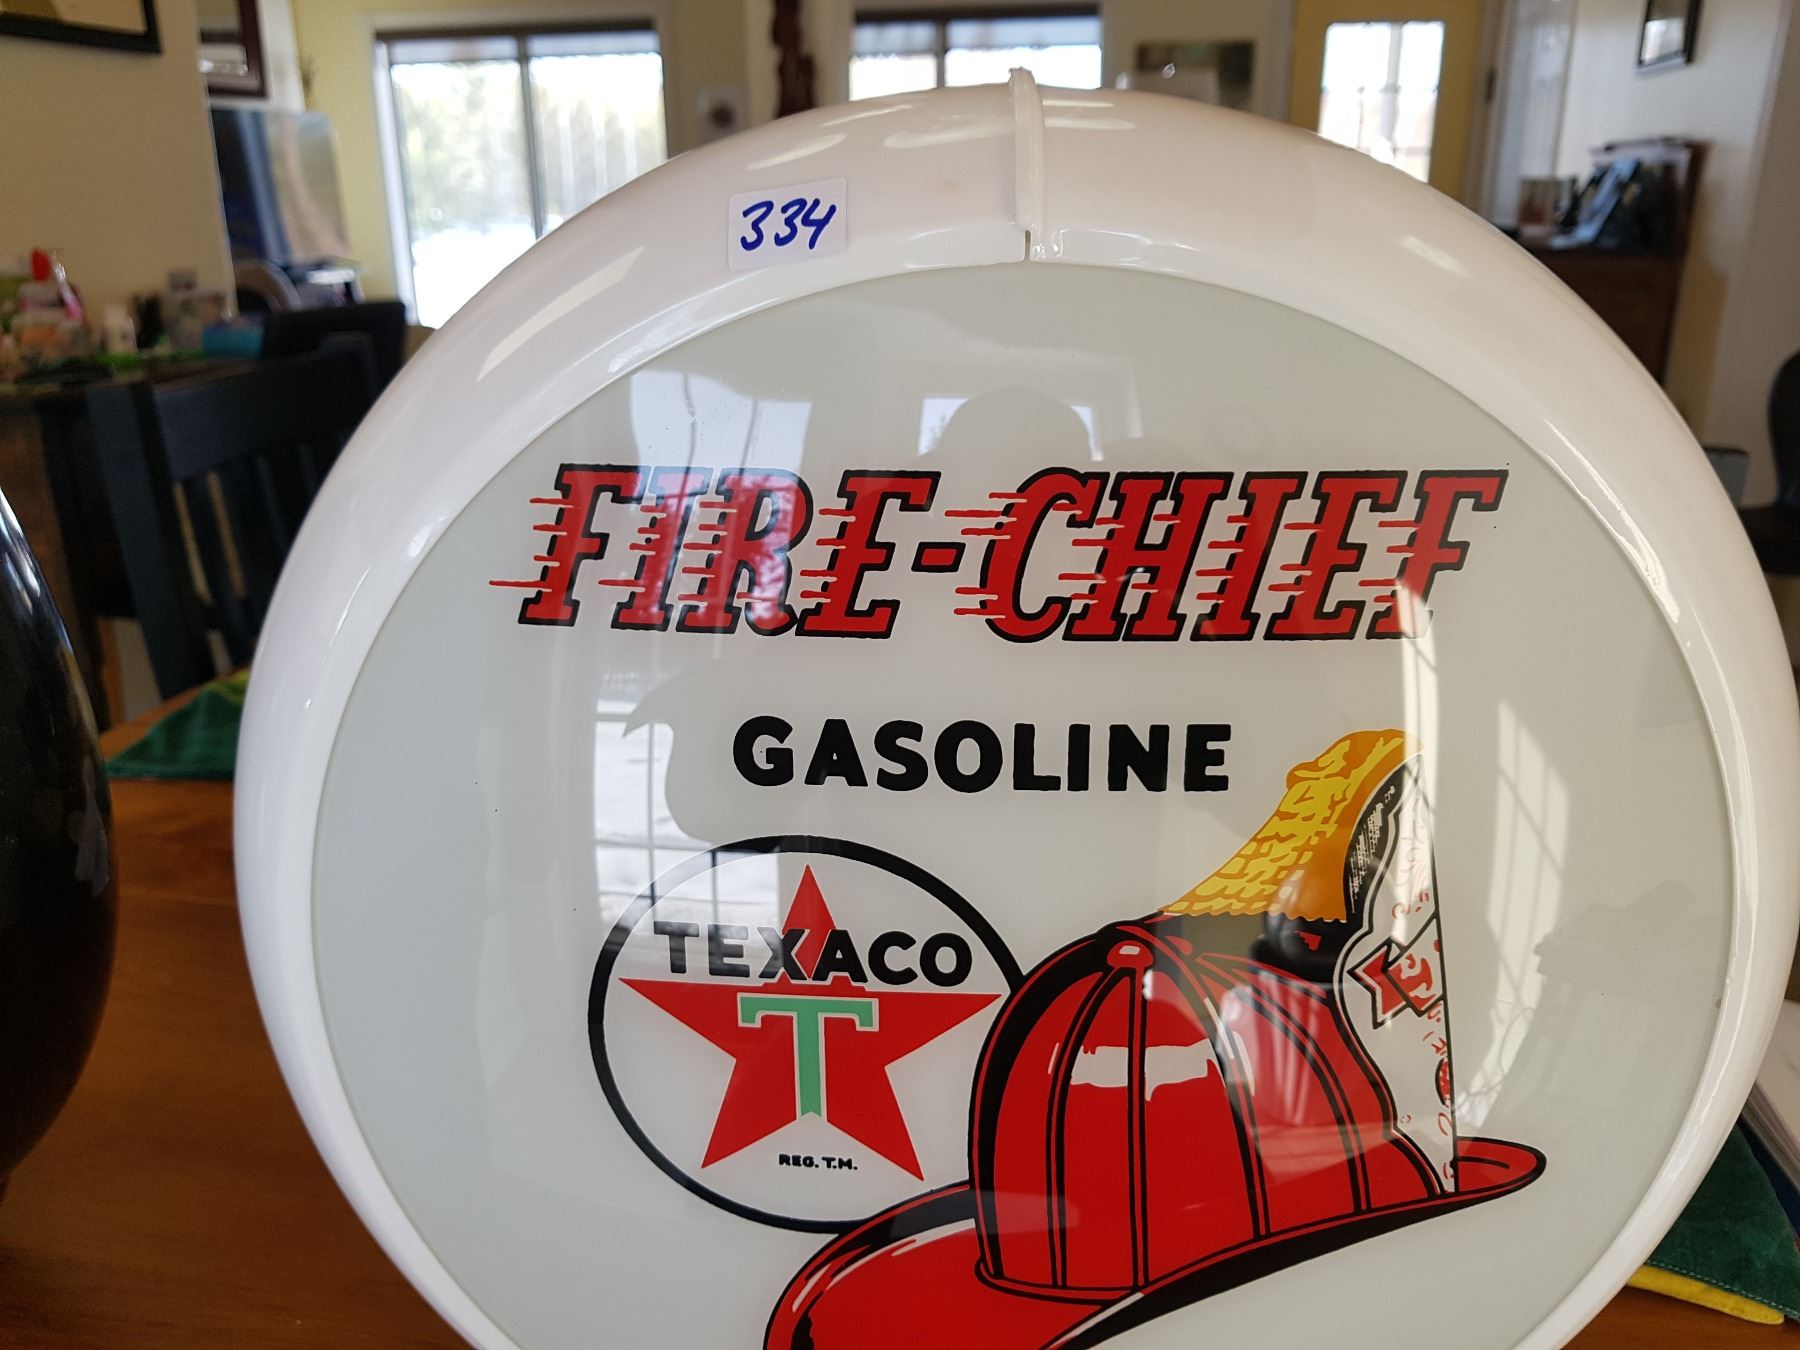 334
FIRE-CHIEF
GASOLINE
TEXACO
T
REG. T.M.
T